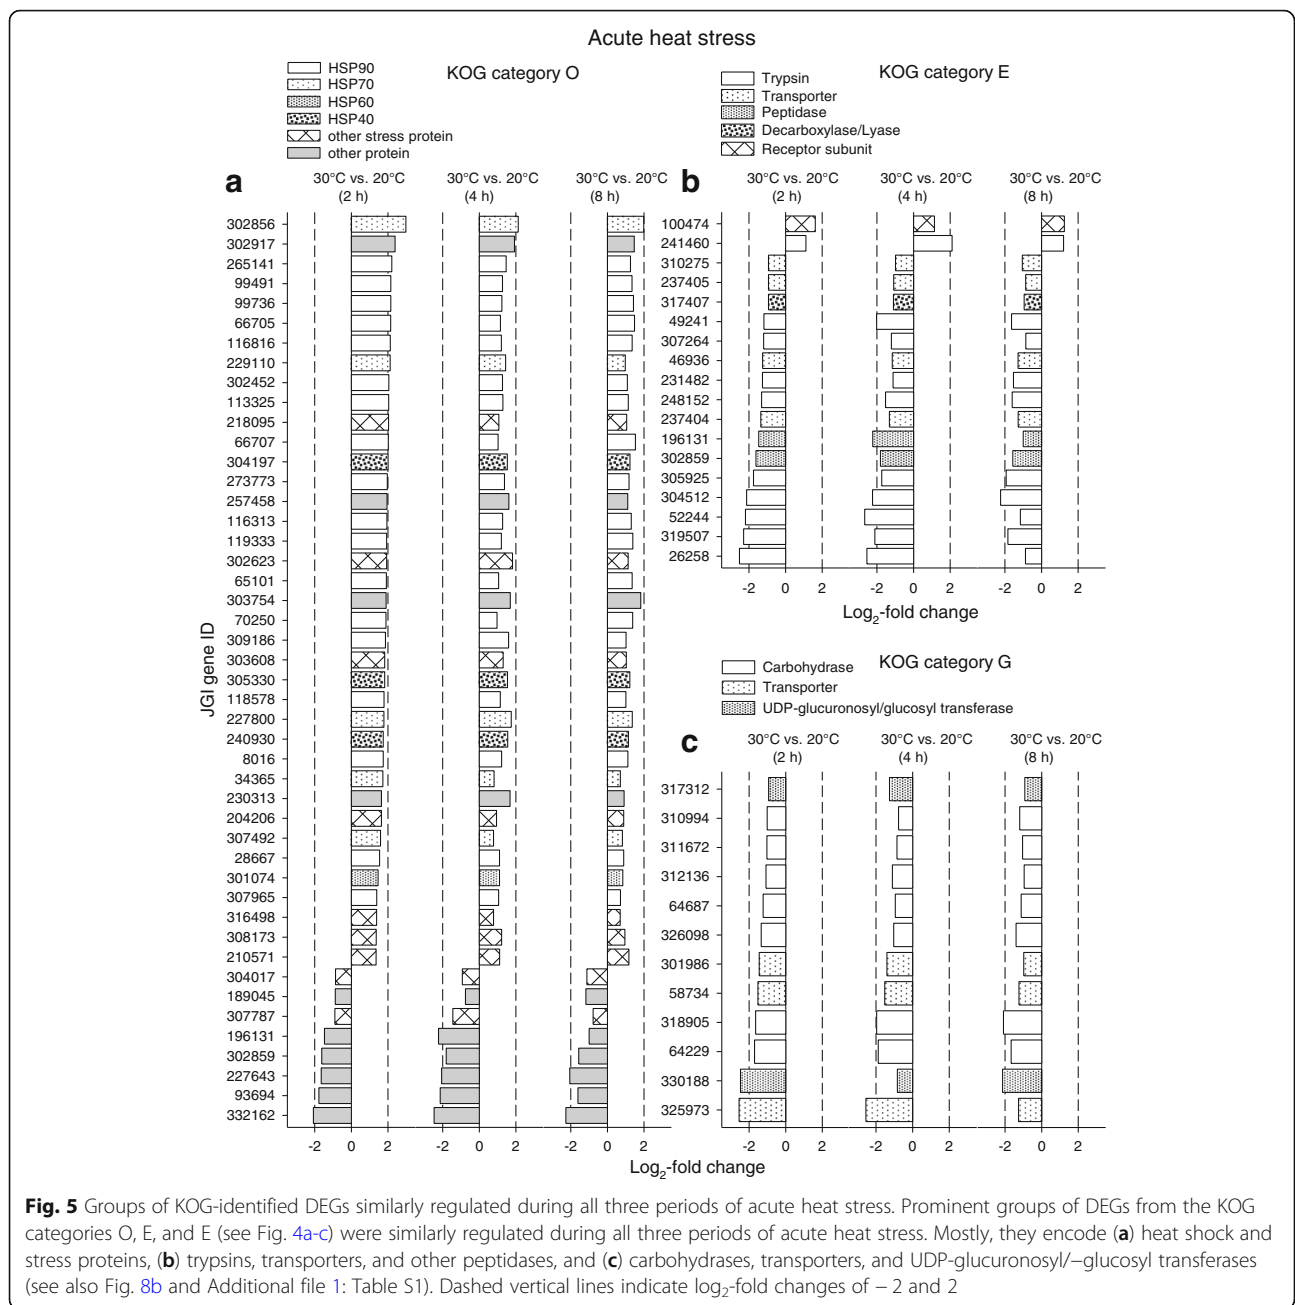 Acute heat stress
HSP90
HSP70
HSP60
HSP40
other stress protein
other protein
KOG category O
a
30°C vs. 20°C
(2 h)
30°C vs. 20°C
(4 h)
30°C vs. 20°C
(8 h)
JGI gene ID
302856
302917
265141
99491
99736
66705
116816
229110
302452
113325
218095
66707
304197
273773
257458
116313
119333
302623
65101
303754
70250
309186
303608
305330
118578
227800
240930
8016
34365
230313
204206
307492
28667
301074
307965
316498
308173
210571
304017
189045
307787
196131
302859
227643
93694
332162
-2 0 2 -2 0 2 -2 0 2
Log2-fold change
KOG category E
Trypsin
Transporter
Peptidase
Decarboxylase/Lyase
Receptor subunit
b
30°C vs. 20°C
(2 h)
30°C vs. 20°C
(4 h)
30°C vs. 20°C
(8 h)
100474
241460
310275
237405
317407
49241
307264
46936
231482
248152
237404
196131
302859
305925
304512
52244
319507
26258
-2 0 2 -2 0 2 -2 0 2
Log2-fold change
KOG category G
Carbohydrase
Transporter
UDP-glucuronosyl/glucosyl transferase
c
30°C vs. 20°C
(2 h)
30°C vs. 20°C
(4 h)
30°C vs. 20°C
(8 h)
317312
310994
311672
312136
64687
326098
301986
58734
318905
64229
330188
325973
-2 0 2 -2 0 2 -2 0 2
Fig. 5 Groups of KOG-identified DEGs similarly regulated during all three periods of acute heat stress. Prominent groups of DEGs from the KOG
categories O, E, and E (see Fig. 4a-c) were similarly regulated during all three periods of acute heat stress. Mostly, they encode (a) heat shock and
stress proteins, (b) trypsins, transporters, and other peptidases, and (c) carbohydrases, transporters, and UDP-glucuronosyl/−glucosyl transferases
(see also Fig. 8b and Additional file 1: Table S1). Dashed vertical lines indicate log2-fold changes of − 2 and 2